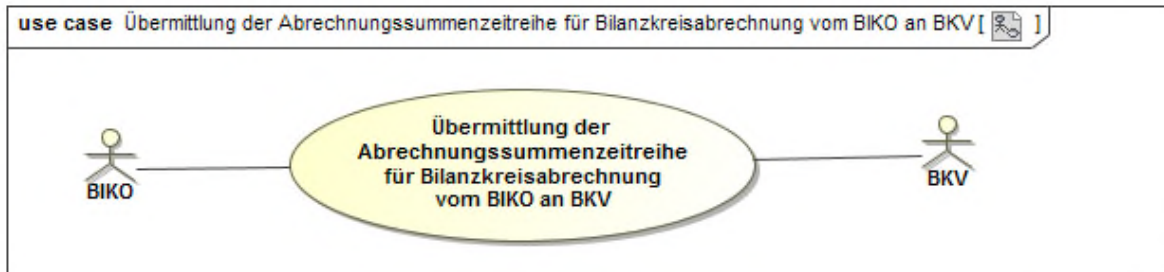 use case Übermittlung der Abrechnungssummenzeitreihe für Bilanzkreisabrechnung vom BIKO an BKV [ ]
Übermittlung der
Abrechnungssummenzeitreihe
für Bilanzkreisabrechnung
vom BIKO an BKV
BIKO
BKV